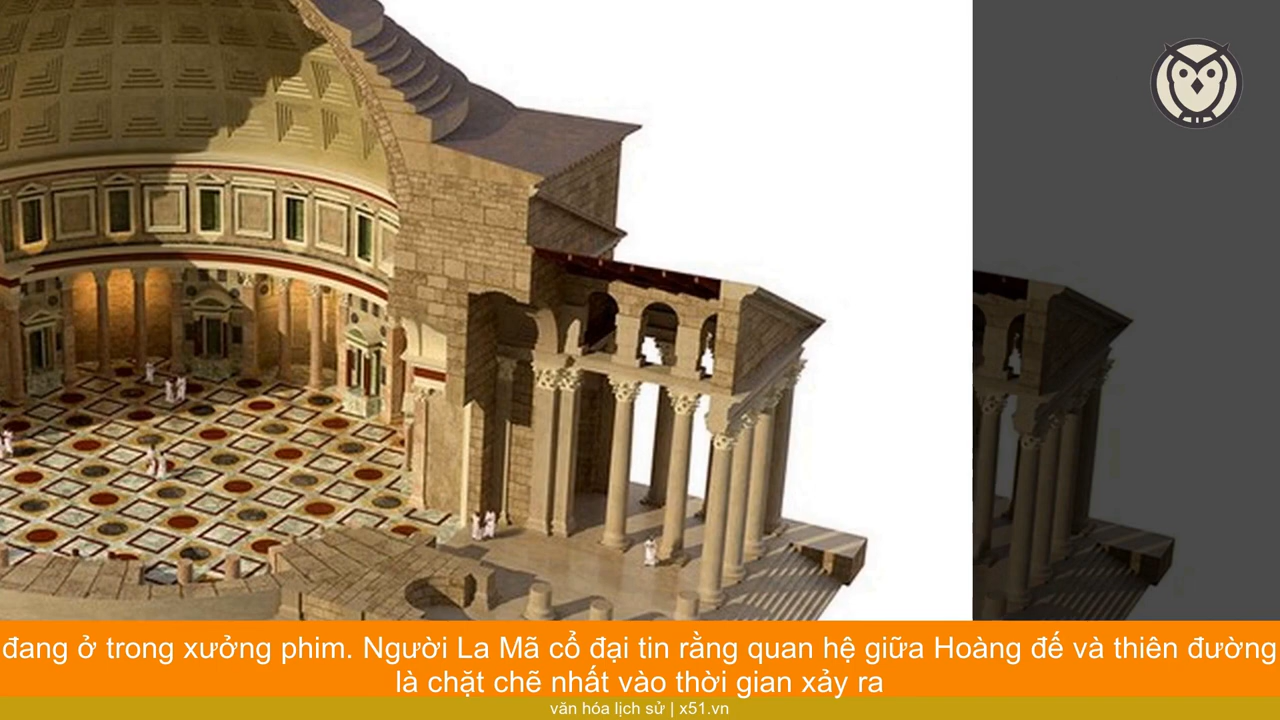 đang ở trong xưởng phim. Người La Mã cổ đại tin rằng quan hệ giữa Hoàng đế và thiên đường
là chặt chẽ nhất vào thời gian xảy ra
văn hóa lịch sử | x51.vn